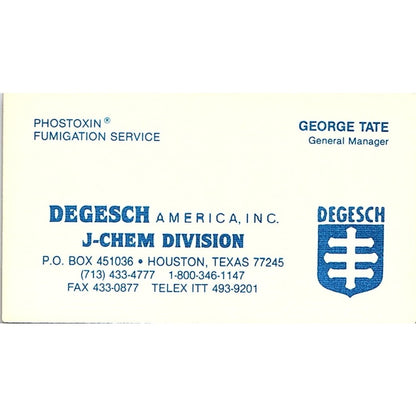 PHOSTOXIN®
FUMIGATION SERVICE
GEORGE TATE
General Manager
DEGESCH AMERICA, INC.
J-CHEM DIVISION
P.O. BOX 451036 • HOUSTON, TEXAS 77245
(713) 433-4777 1-800-346-1147
FAX 433-0877 TELEX ITT 493-9201
DEGESCH